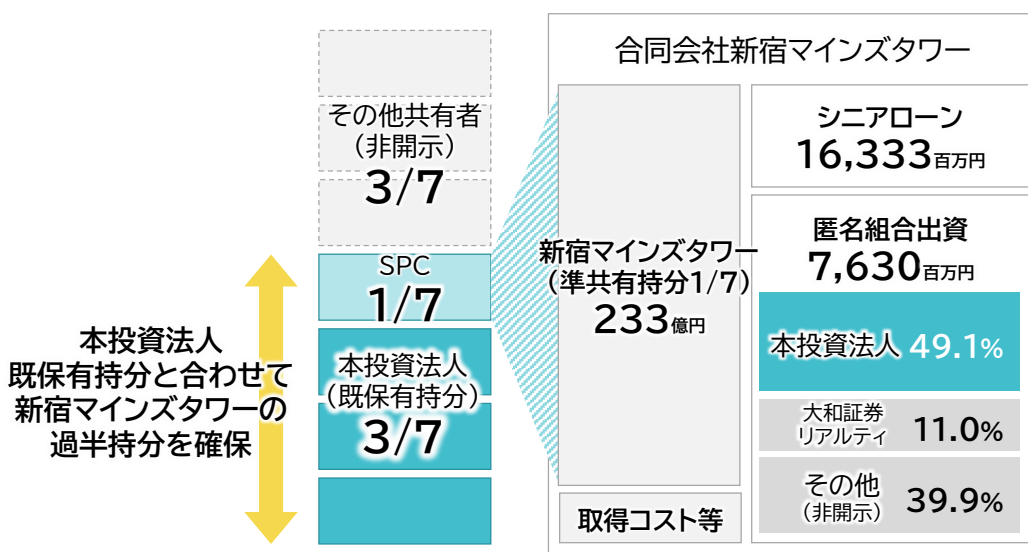 その他共有者
(非開示)
3/7
SPC
1/7
本投資法人
(既保有持分)
3/7
本投資法人
既保有持分と合わせて
新宿マインズタワーの
過半持分を確保
合同会社新宿マインズタワー
新宿マインズタワー
(準共有持分1/7)
233億円
取得コスト等
シニアローン
16,333百万円
匿名組合出資
7,630百万円
本投資法人 49.1%
大和証券
リアルティ 11.0%
その他
(非開示) 39.9%